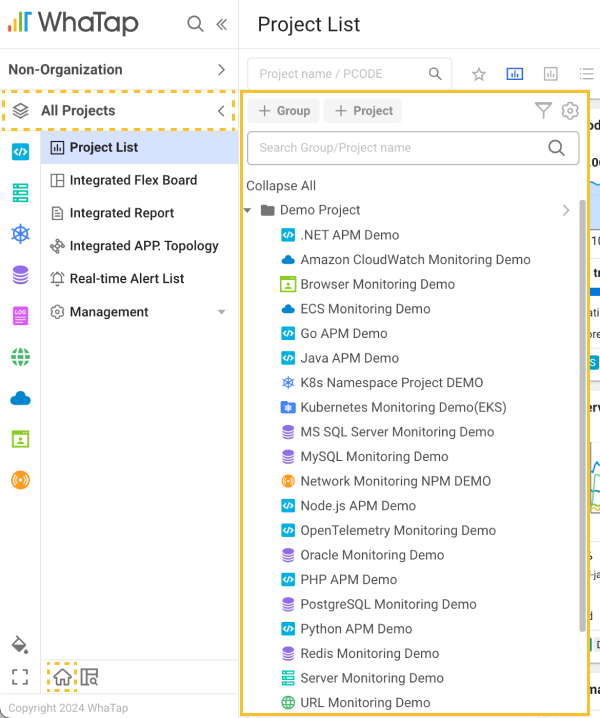 WhaTap
Project List
Non-Organization
Project name / PCODE
All Projects
Group
Project
Project List
Search Group/Project name
Integrated Flex Board
Collapse All
Integrated Report
Demo Project
.NET APM Demo
Integrated APP. Topology
Amazon CloudWatch Monitoring Demo
Real-time Alert List
Browser Monitoring Demo
Management
ECS Monitoring Demo
LOG
Go APM Demo
Java APM Demo
K8s Namespace Project DEMO
Kubernetes Monitoring Demo(EKS)
MS SQL Server Monitoring Demo
MySQL Monitoring Demo
Network Monitoring NPM DEMO
Node.js APM Demo
OpenTelemetry Monitoring Demo
Oracle Monitoring Demo
PHP APM Demo
PostgreSQL Monitoring Demo
Python APM Demo
Redis Monitoring Demo
Server Monitoring Demo
URL Monitoring Demo
Copyright 2024 WhaTap